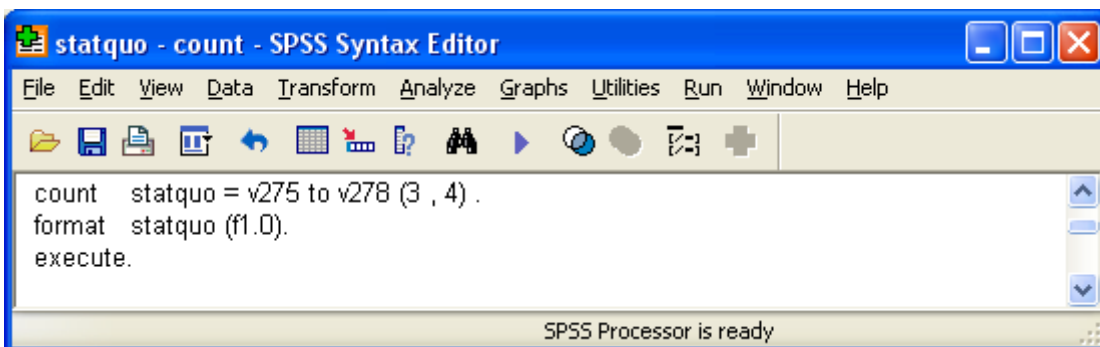 statquo - count - SPSS Syntax Editor
File Edit View Data Transform Analyze Graphs Utilities Run Window Help
count statquo = v275 to v278 (3 , 4) .
format statquo (f1.0).
execute.
SPSS Processor is ready